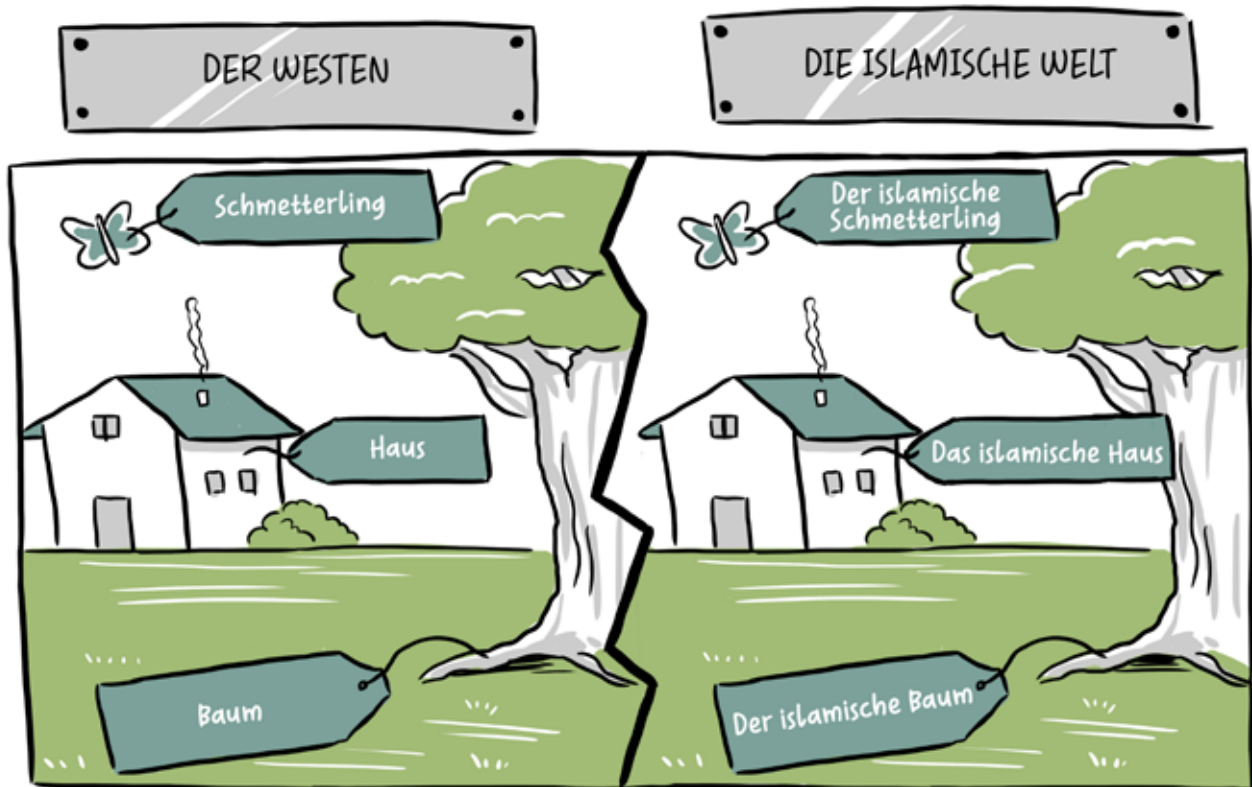 DER WESTEN
DIE ISLAMISCHE WELT
Schmetterling
Haus
Baum
Der islamische
Schmetterling
Das islamische Haus
Der islamische Baum